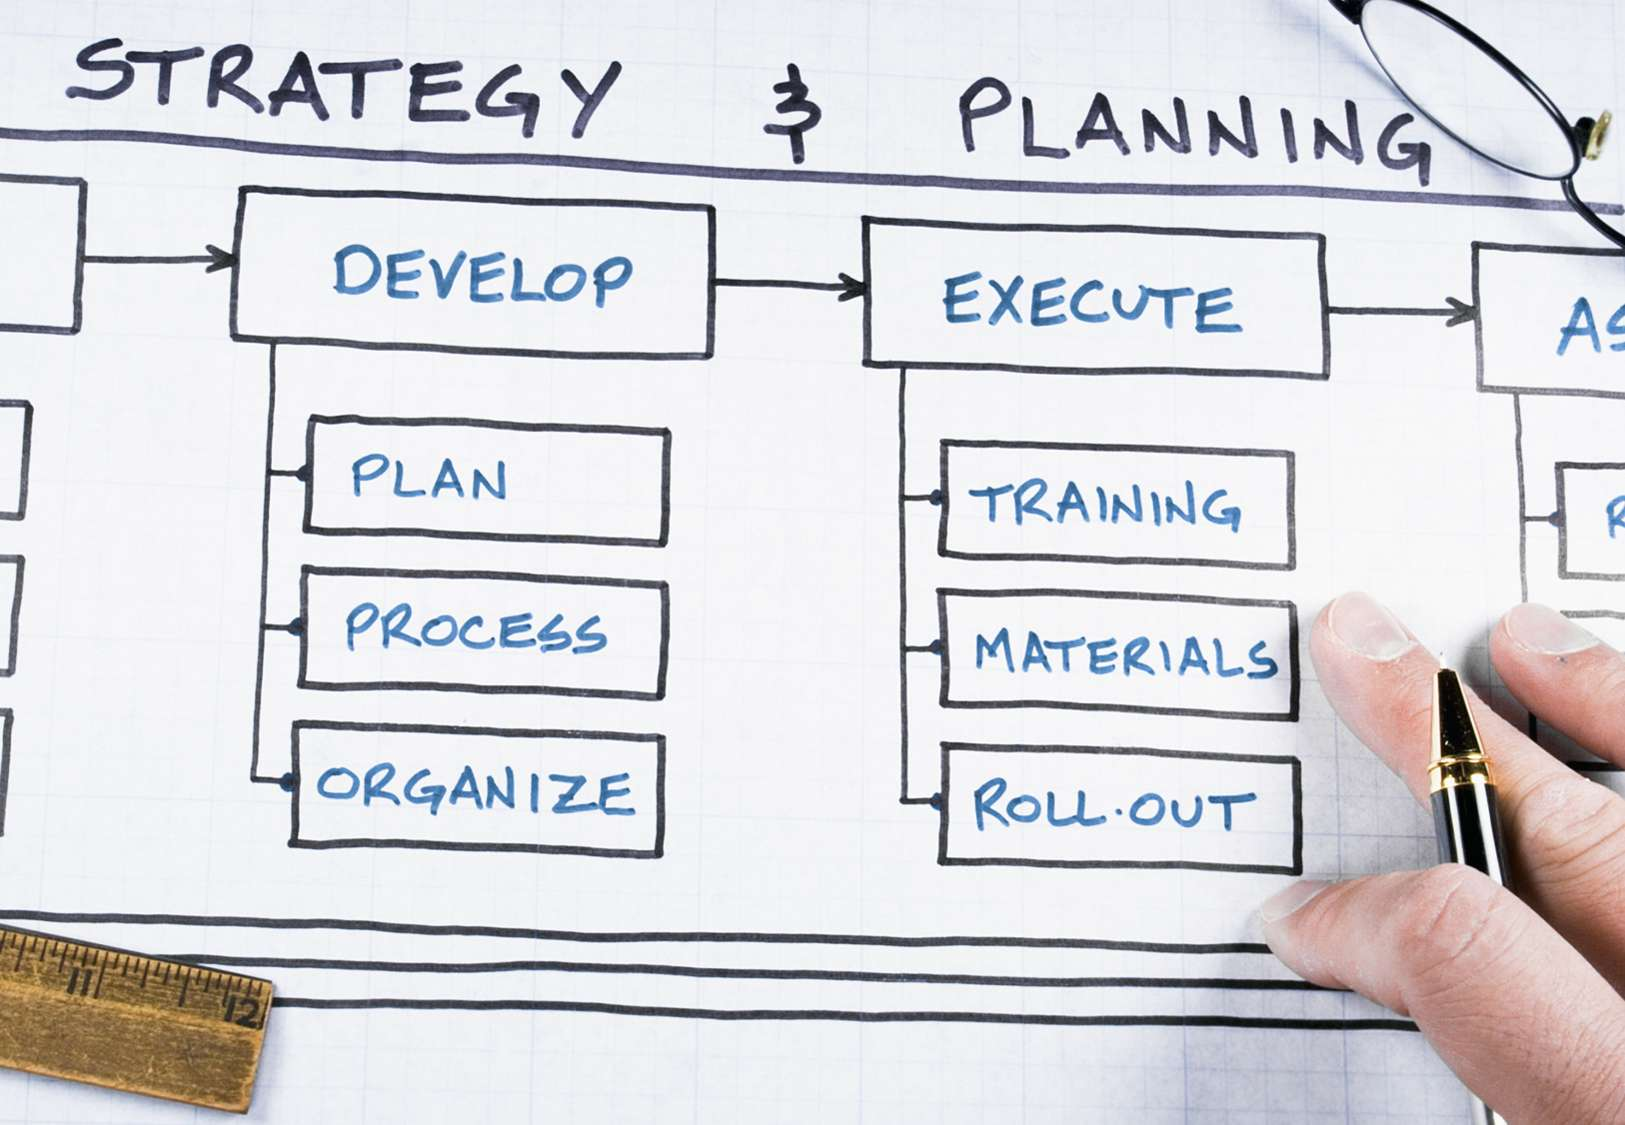 STRATEGY & PLANNING
DEVELOP
EXECUTE
PLAN
PROCESS
ORGANIZE
TRAINING
MATERIALS
ROLL-OUT
11
12